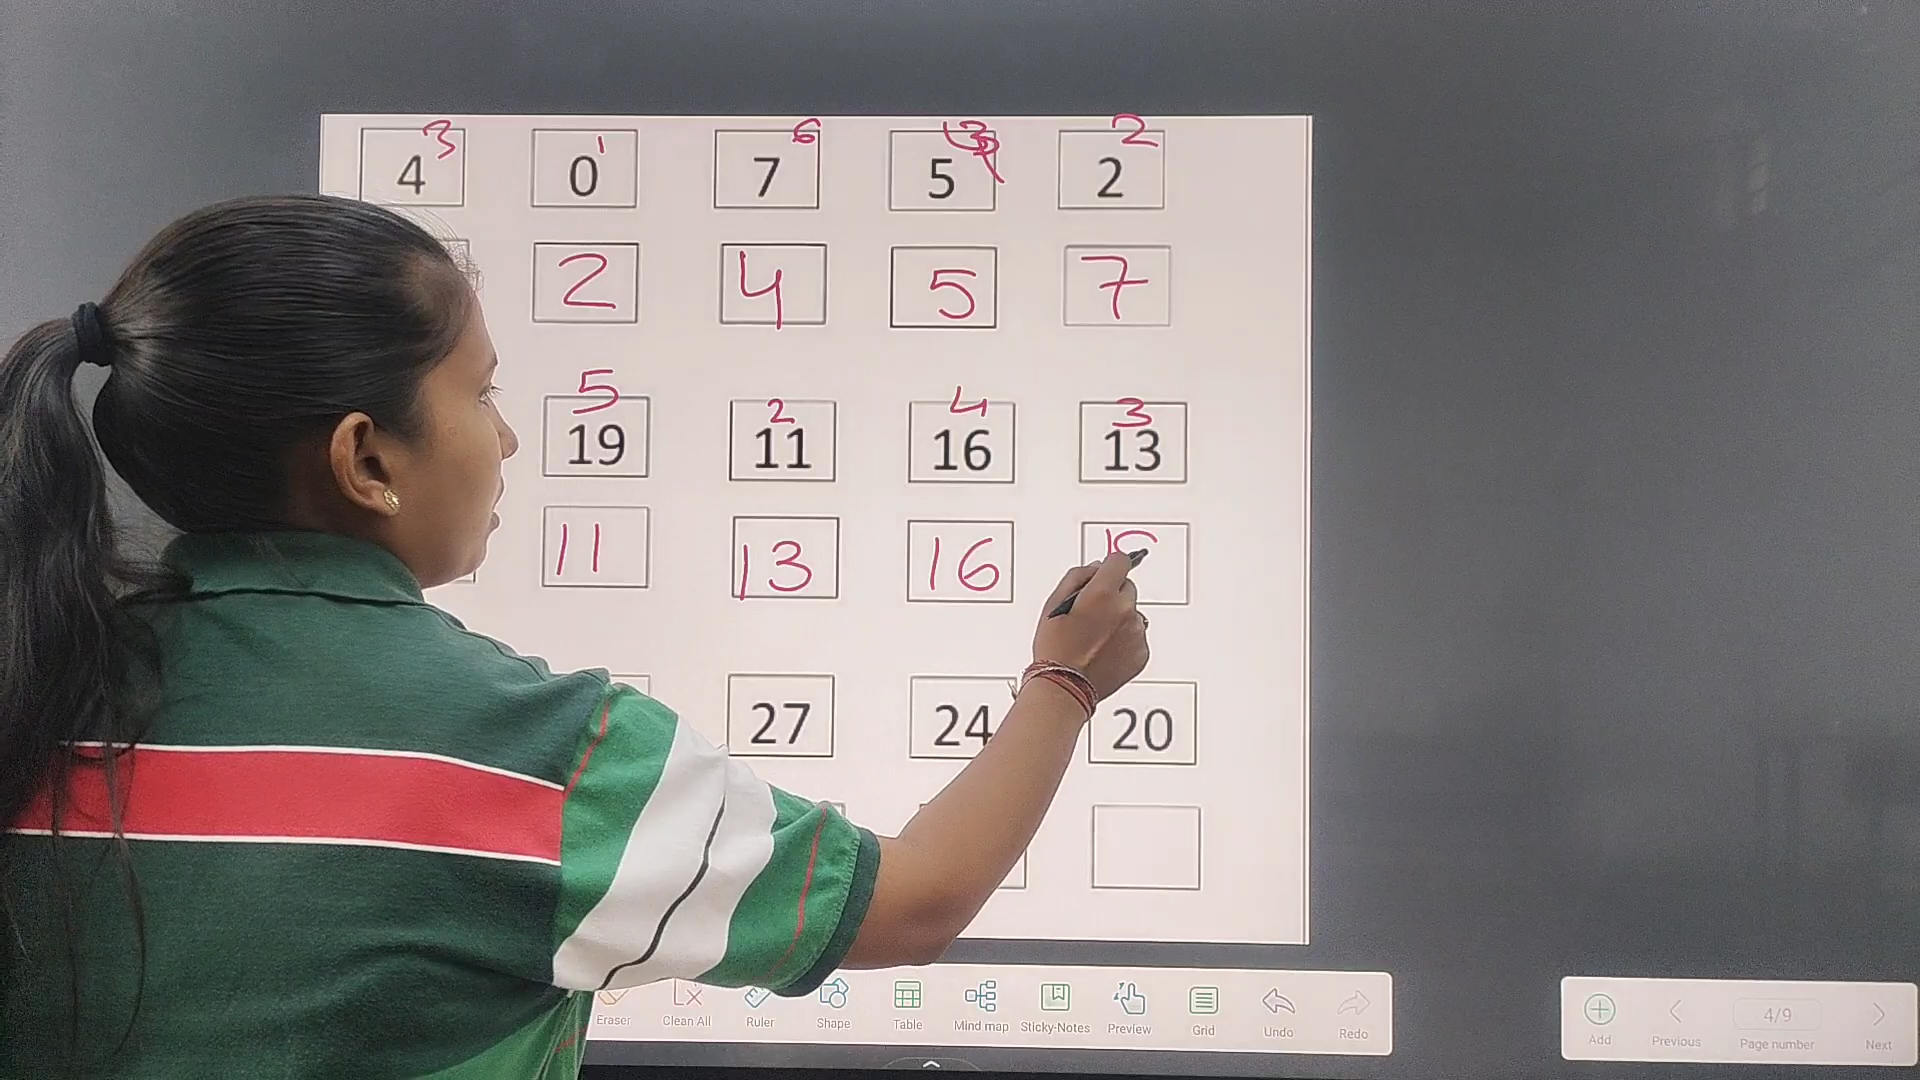 3 1 6 2
4 0 7 5 2
2 4 5 7
5 2 4 3
19 11 16 13
11 13 16
27 24 20
Eraser Clean All Ruler Shape Table Mind map Sticky-Notes Preview Grid Undo Redo
Add Previous 4/9 Page number Next